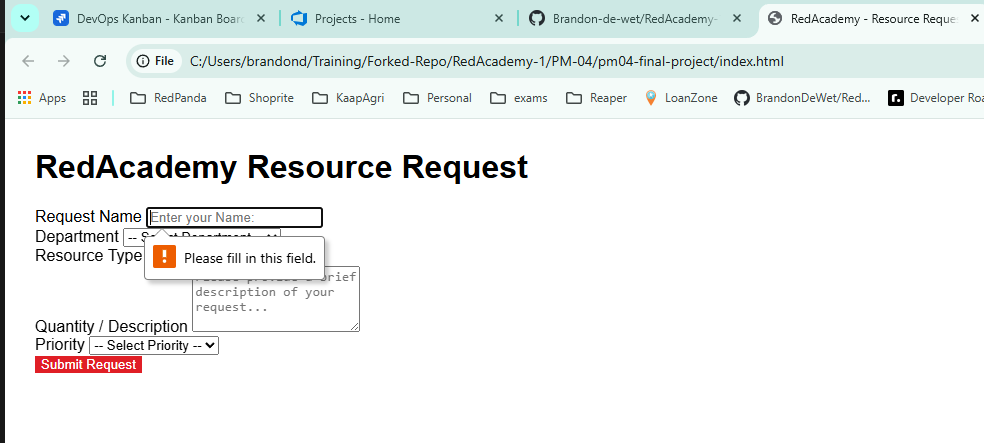 DevOps Kanban - Kanban Board
Projects - Home
Brandon-de-wet/RedAcademy-
RedAcademy - Resource Reque
File
C:/Users/brandond/Training/Forked-Repo/RedAcademy-1/PM-04/pm04-final-project/index.html
Apps
RedPanda
Shoprite
KaapAgri
Personal
exams
Reaper
LoanZone
BrandonDeWet/Red...
Developer Roa
RedAcademy Resource Request
Request Name Enter your Name:
Department
Please fill in this field.
Resource Type
description of your
request...
Quantity / Description
Priority -- Select Priority --
Submit Request